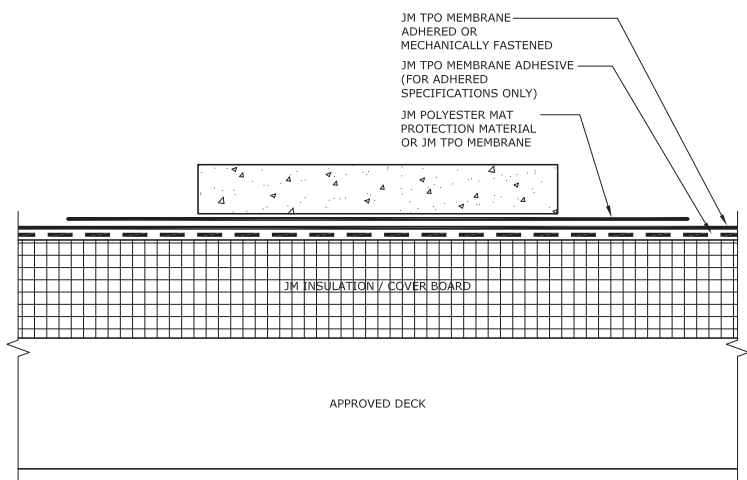 JM TPO MEMBRANE
ADHERED OR
MECHANICALLY FASTENED
JM TPO MEMBRANE ADHESIVE
(FOR ADHERED
SPECIFICATIONS ONLY)
JM POLYESTER MAT
PROTECTION MATERIAL
OR JM TPO MEMBRANE
JM INSULATION / COVER BOARD
APPROVED DECK